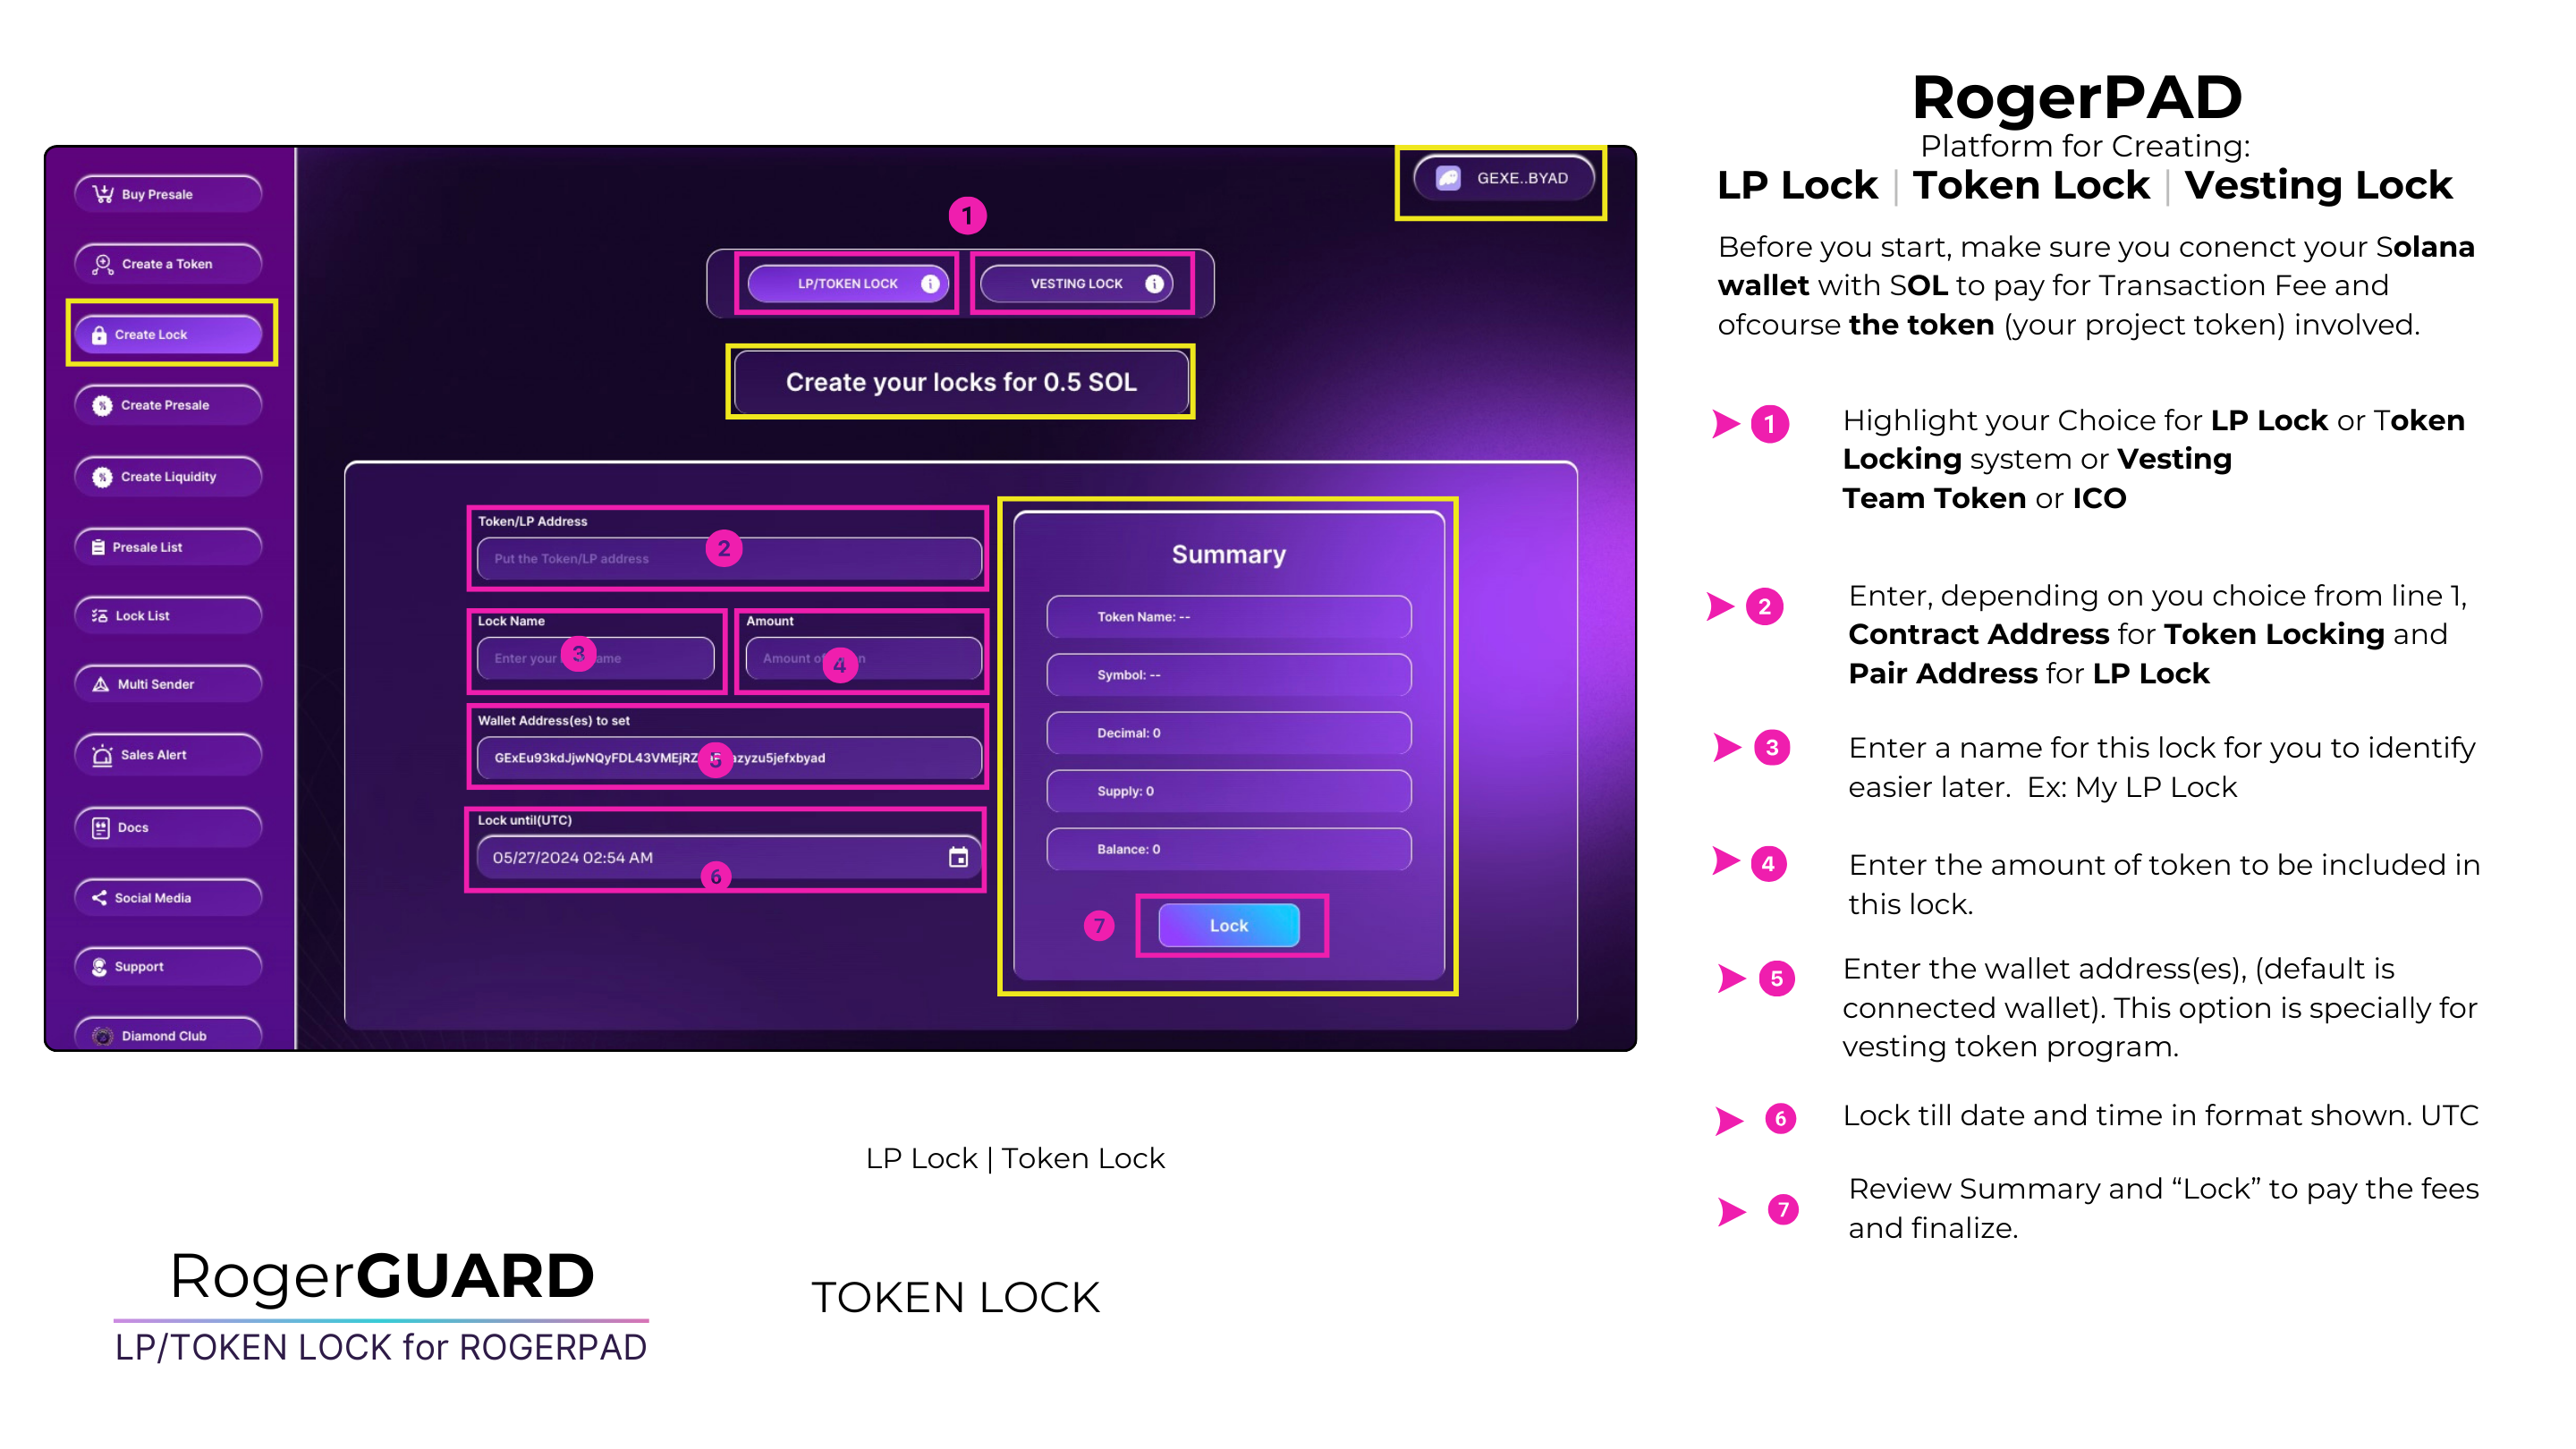 Buy Presale
Create a Token
Create Lock
Create Presale
Create Liquidity
Presale List
Lock List
Multi Sender
Sales Alert
Docs
Social Media
Support
Diamond Club
GEXE..BYAD
1
LP/TOKEN LOCK i
VESTING LOCK i
Create your locks for 0.5 SOL
Token/LP Address
Put the Token/LP address
2
Lock Name
Enter your
3
Amount
Amount
4
Wallet Address(es) to set
5
Lock until(UTC)
05/27/2024 02:54 AM
6
Summary
Token Name: --
Symbol: --
Decimal: 0
Supply: 0
Balance: 0
7
Lock
LP Lock | Token Lock
RogerGUARD
LP/TOKEN LOCK for ROGERPAD
TOKEN LOCK
RogerPAD
Platform for Creating:
LP Lock | Token Lock | Vesting Lock
Before you start, make sure you conenct your Solana
wallet with SOL to pay for Transaction Fee and
ofcourse the token (your project token) involved.
1
Highlight your Choice for LP Lock or Token
Locking system or Vesting
Team Token or ICO
2
Enter, depending on you choice from line 1,
Contract Address for Token Locking and
Pair Address for LP Lock
3
Enter a name for this lock for you to identify
easier later. Ex: My LP Lock
4
Enter the amount of token to be included in
this lock.
5
Enter the wallet address(es), (default is
connected wallet). This option is specially for
vesting token program.
6
Lock till date and time in format shown. UTC
7
Review Summary and “Lock” to pay the fees
and finalize.